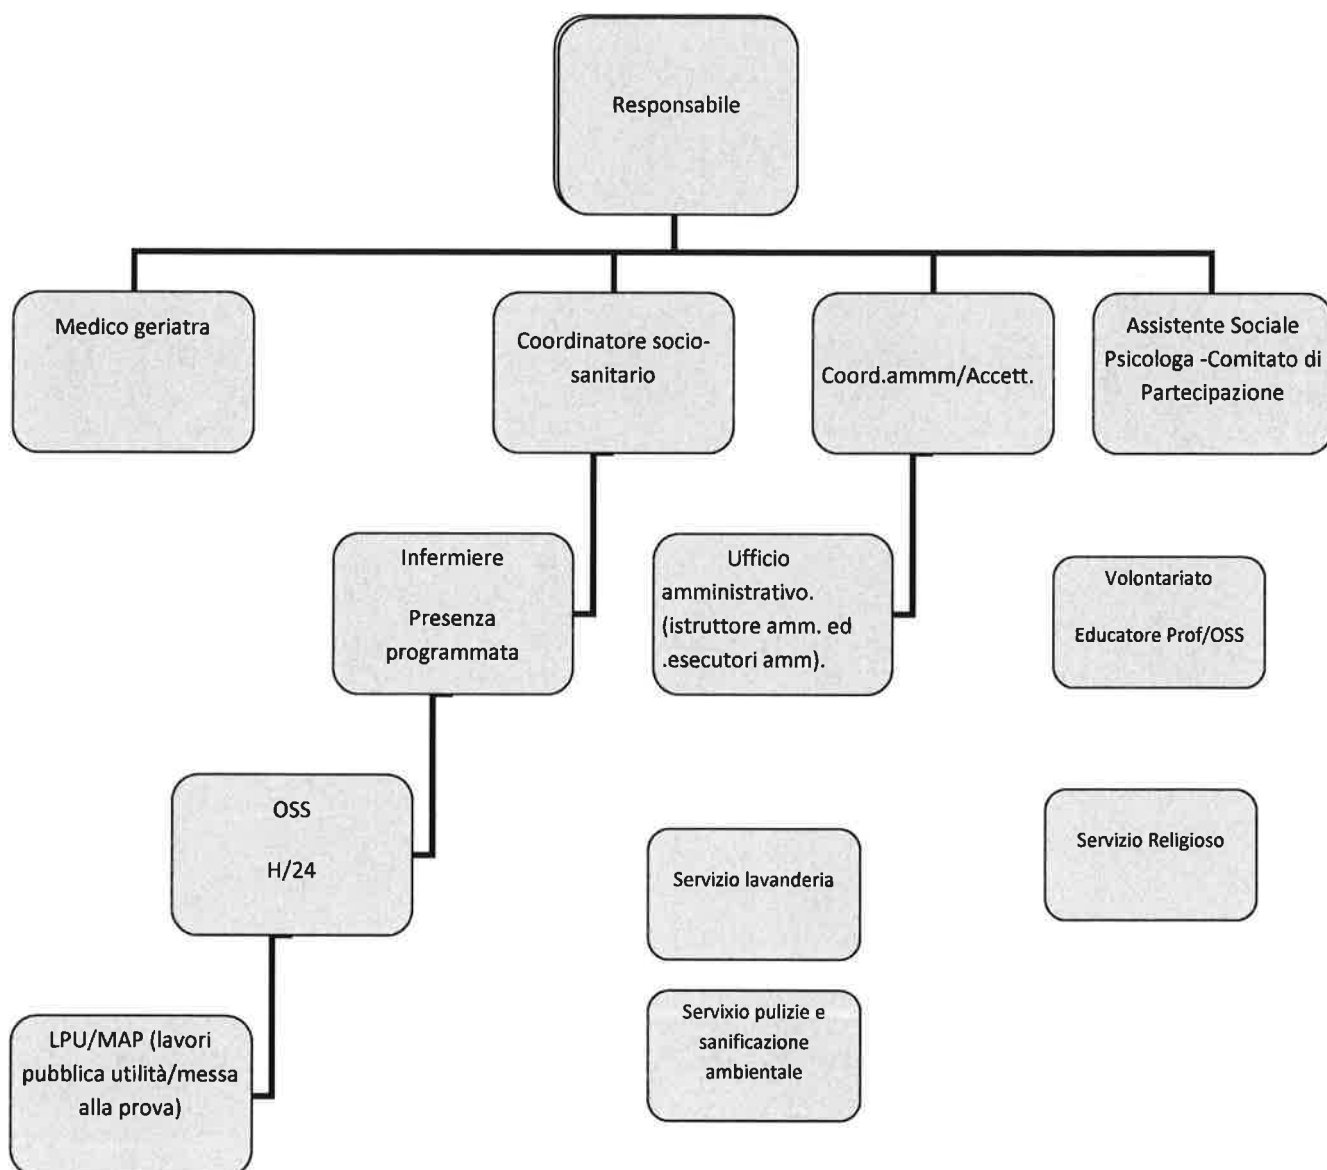 Responsabile
Medico geriatra
Coordinatore socio-
sanitario
Coord.ammm/Accett.
Assistente Sociale
Psicologa -Comitato di
Partecipazione
Infermiere
Presenza
programmata
Ufficio
amministrativo.
(istruttore amm. ed
.esecutori amm).
Volontariato
Educatore Prof/OSS
OSS
H/24
Servizio lavanderia
Servizio Religioso
LPU/MAP (lavori
pubblica utilità/messa
alla prova)
Servixio pulizie e
sanificazione
ambientale